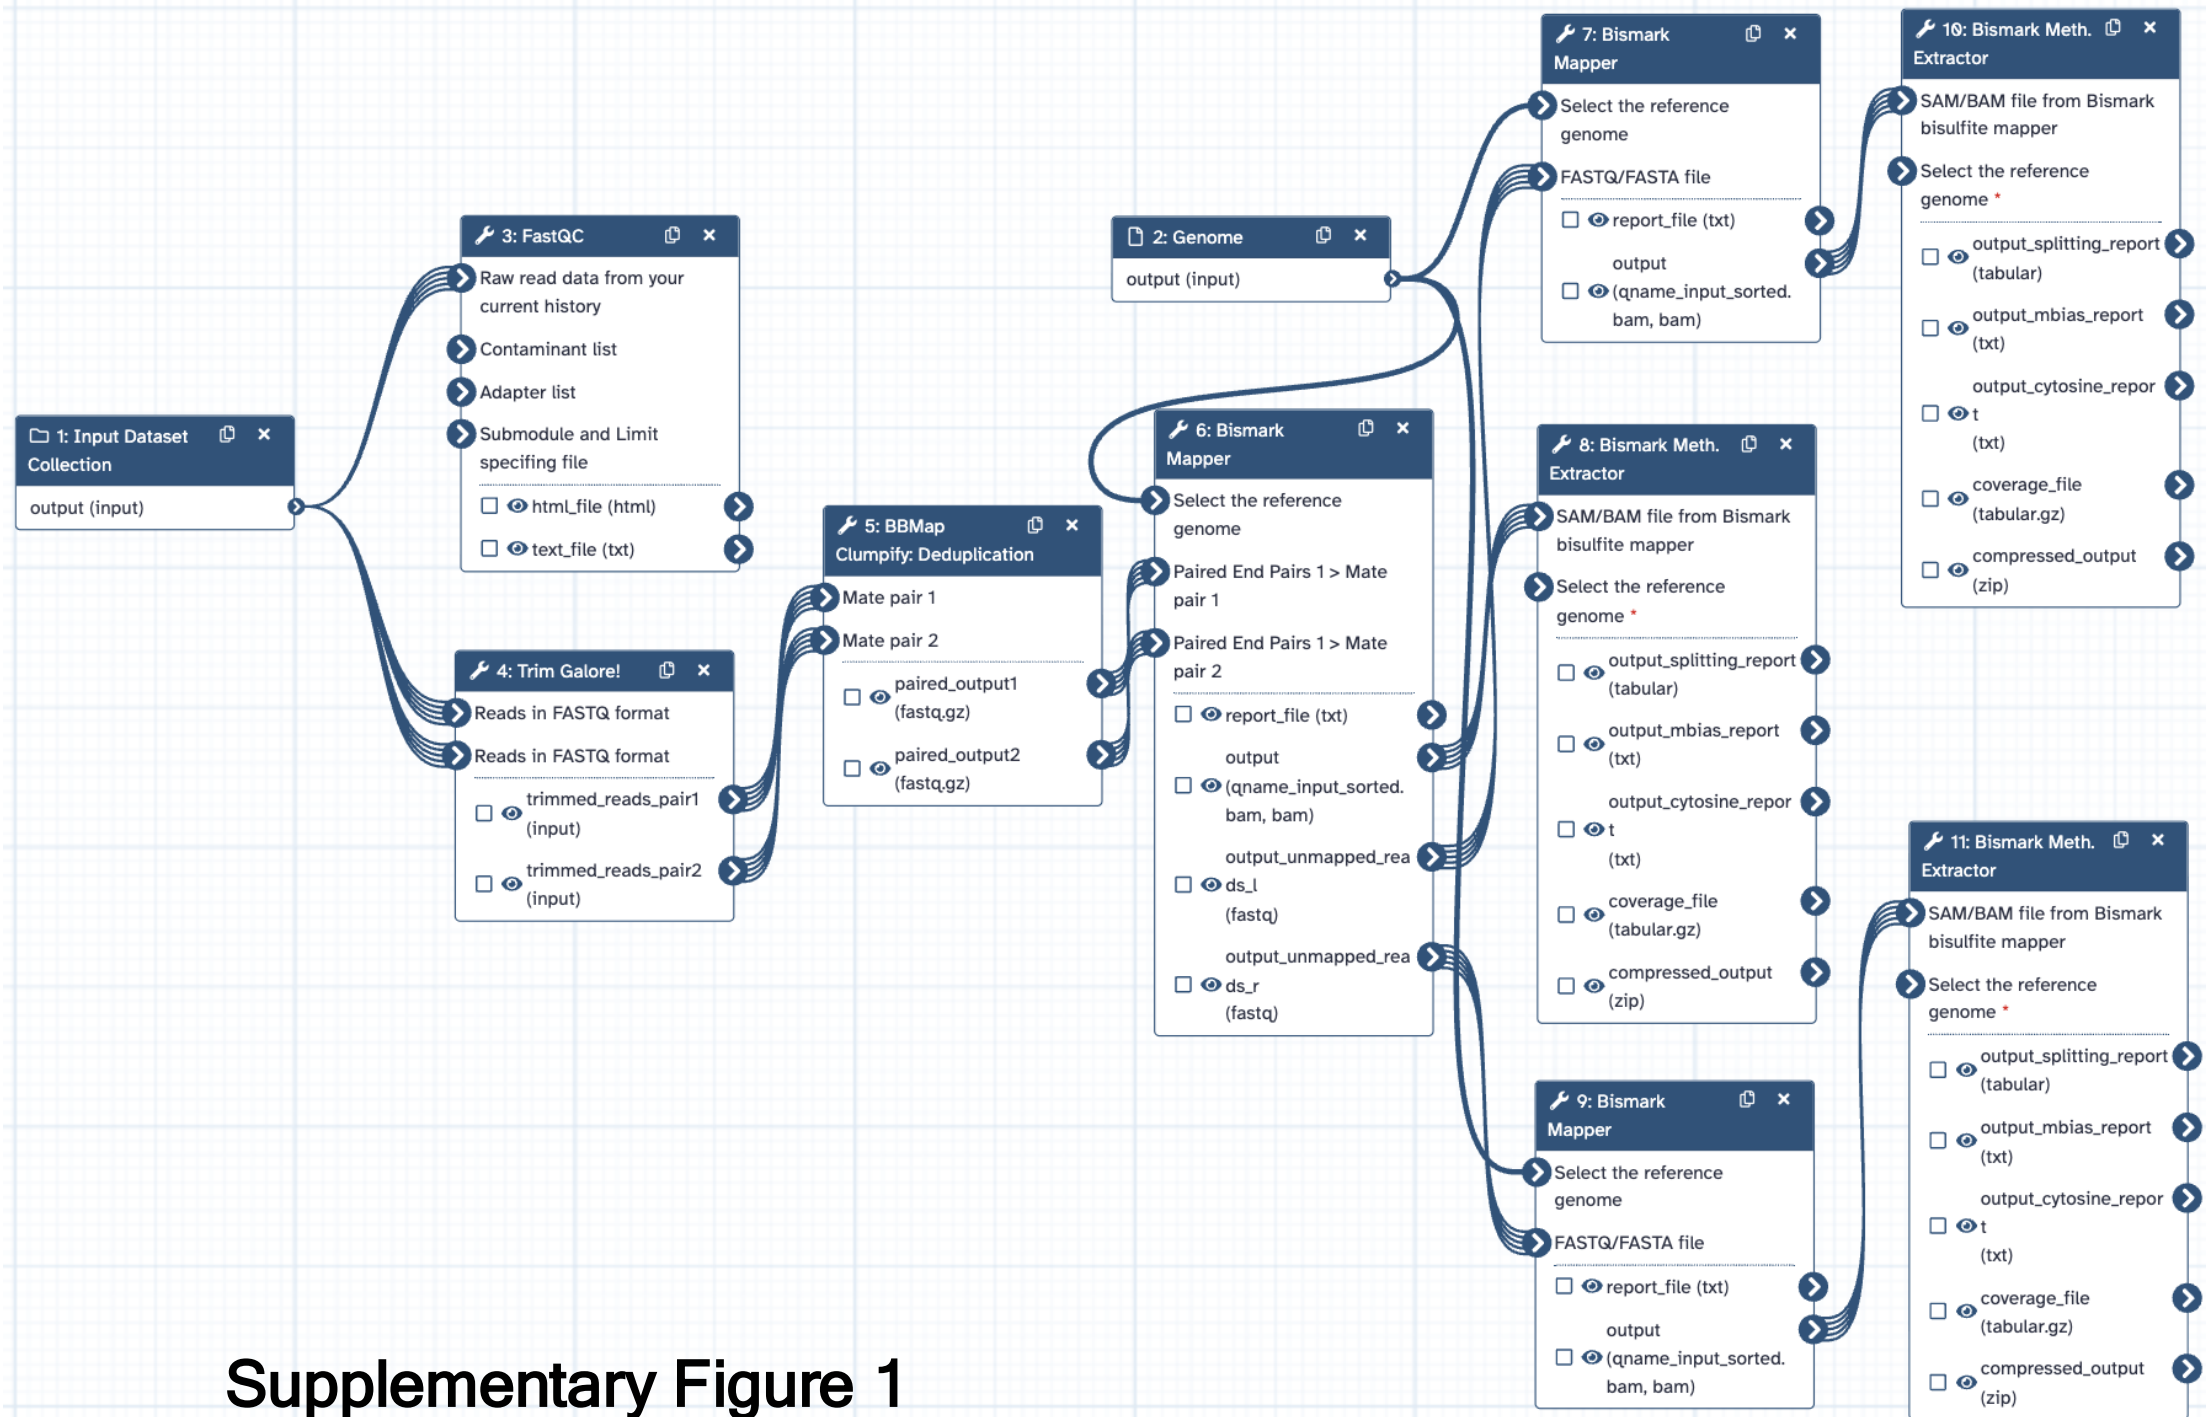 1: Input Dataset
Collection
output (input)
3: FastQC
Raw read data from your
current history
Contaminant list
Adapter list
Submodule and Limit
specifing file
html_file (html)
text_file (txt)
4: Trim Galore!
Reads in FASTQ format
Reads in FASTQ format
trimmed_reads_pair1
(input)
trimmed_reads_pair2
(input)
5: BBMap
Clumpify: Deduplication
Mate pair 1
Mate pair 2
paired_output1
(fastq.gz)
paired_output2
(fastq.gz)
2: Genome
output (input)
6: Bismark
Mapper
Select the reference
genome
Paired End Pairs 1 > Mate
pair 1
Paired End Pairs 1 > Mate
pair 2
report_file (txt)
output
(qname_input_sorted.
bam, bam)
output_unmapped_rea
ds_l
(fastq)
output_unmapped_rea
ds_r
(fastq)
7: Bismark
Mapper
Select the reference
genome
FASTQ/FASTA file
report_file (txt)
output
(qname_input_sorted.
bam, bam)
8: Bismark Meth.
Extractor
SAM/BAM file from Bismark
bisulfite mapper
Select the reference
genome *
output_splitting_report
(tabular)
output_mbias_report
(txt)
output_cytosine_repor
t
(txt)
coverage_file
(tabular.gz)
compressed_output
(zip)
9: Bismark
Mapper
Select the reference
genome
FASTQ/FASTA file
report_file (txt)
output
(qname_input_sorted.
bam, bam)
10: Bismark Meth.
Extractor
SAM/BAM file from Bismark
bisulfite mapper
Select the reference
genome *
output_splitting_report
(tabular)
output_mbias_report
(txt)
output_cytosine_repor
t
(txt)
coverage_file
(tabular.gz)
compressed_output
(zip)
11: Bismark Meth.
Extractor
SAM/BAM file from Bismark
bisulfite mapper
Select the reference
genome *
output_splitting_report
(tabular)
output_mbias_report
(txt)
output_cytosine_repor
t
(txt)
coverage_file
(tabular.gz)
compressed_output
(zip)
Supplementary Figure 1